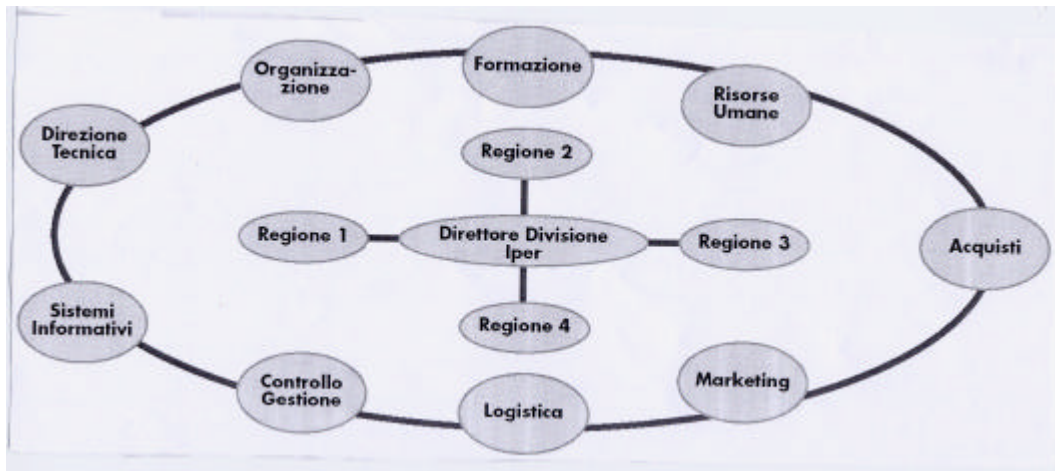 Organizza-
zione
Formazione
Risorse
Umane
Direzione
Tecnica
Regione 2
Regione 1
Direttore Divisione
Iper
Regione 3
Acquisti
Sistemi
Informativi
Regione 4
Controllo
Gestione
Logistica
Marketing